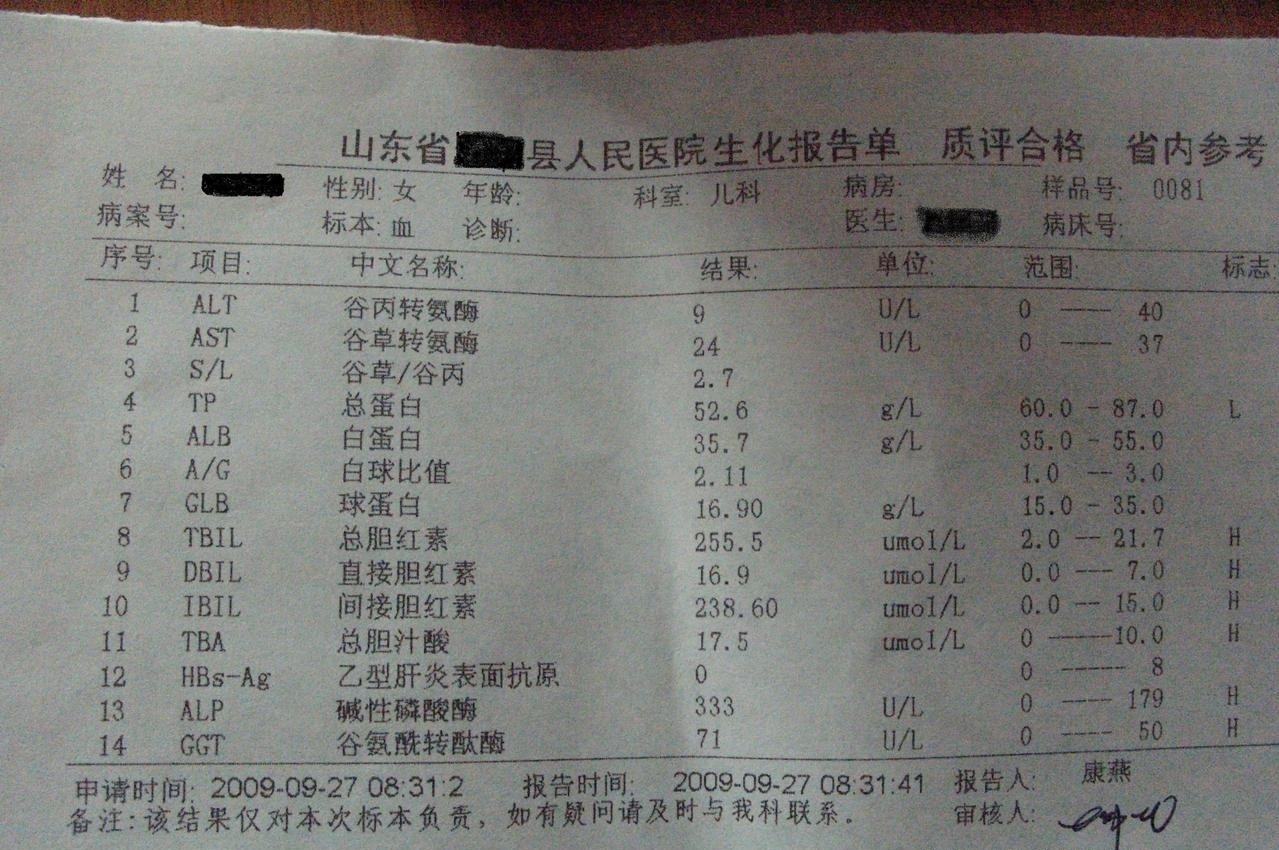 山东省 县人民医院生化报告单 质评合格 省内参考
姓 名: 性别: 女 年龄: 科室: 儿科 病房: 样品号: 0081
病案号: 标本: 血 诊断: 医生: 病床号:
序号: 项目: 中文名称: 结果: 单位: 范围: 标志:
1 ALT 谷丙转氨酶 9 U/L 0 ---- 40
2 AST 谷草转氨酶 24 U/L 0 ---- 37
3 S/L 谷草/谷丙 2.7
4 TP 总蛋白 52.6 g/L 60.0 - 87.0 L
5 ALB 白蛋白 35.7 g/L 35.0 - 55.0
6 A/G 白球比值 2.11 1.0 -- 3.0
7 GLB 球蛋白 16.90 g/L 15.0 - 35.0
8 TBIL 总胆红素 255.5 umol/L 2.0 -- 21.7 H
9 DBIL 直接胆红素 16.9 umol/L 0.0 --- 7.0 H
10 IBIL 间接胆红素 238.60 umol/L 0.0 -- 15.0 H
11 TBA 总胆汁酸 17.5 umol/L 0 -----10.0 H
12 HBs-Ag 乙型肝炎表面抗原 0 0 ----- 8
13 ALP 碱性磷酸酶 333 U/L 0 ---- 179 H
14 GGT 谷氨酰转酞酶 71 U/L 0 ---- 50 H
申请时间: 2009-09-27 08:31:2 报告时间: 2009-09-27 08:31:41 报告人: 康燕
备注: 该结果仅对本次标本负责, 如有疑问请及时与我科联系。 审核人: